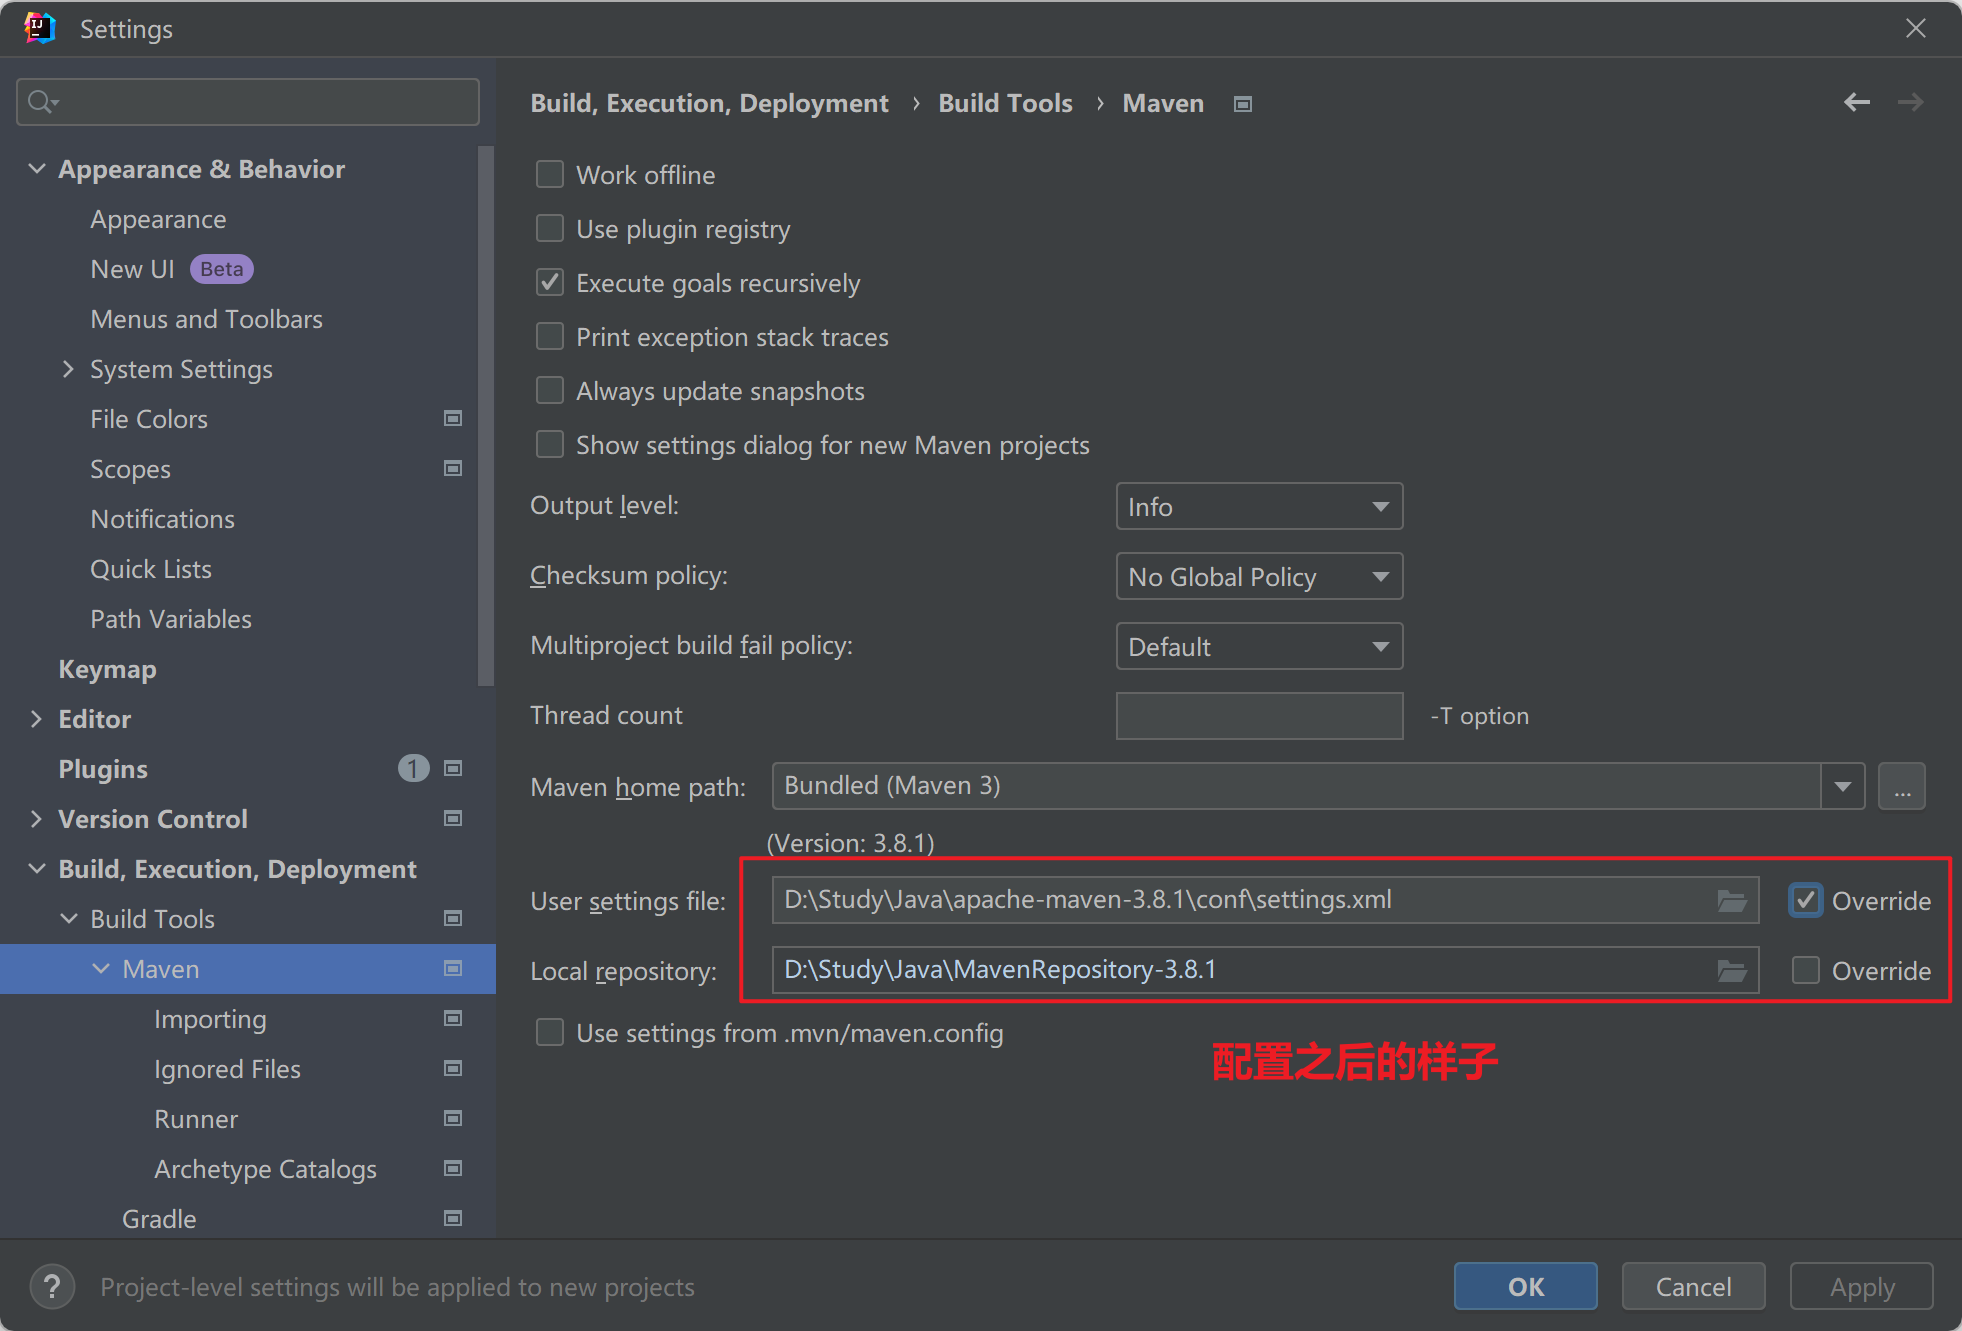 Settings
Appearance & Behavior
Appearance
New UI Beta
Menus and Toolbars
System Settings
File Colors
Scopes
Notifications
Quick Lists
Path Variables
Keymap
Editor
Plugins 1
Version Control
Build, Execution, Deployment
Build Tools
Maven
Importing
Ignored Files
Runner
Archetype Catalogs
Gradle
Build, Execution, Deployment › Build Tools › Maven
Work offline
Use plugin registry
Execute goals recursively
Print exception stack traces
Always update snapshots
Show settings dialog for new Maven projects
Output level: Info
Checksum policy: No Global Policy
Multiproject build fail policy: Default
Thread count -T option
Maven home path: Bundled (Maven 3) ...
(Version: 3.8.1)
User settings file: D:\Study\Java\apache-maven-3.8.1\conf\settings.xml Override
Local repository: D:\Study\Java\MavenRepository-3.8.1 Override
Use settings from .mvn/maven.config
配置之后的样子
? Project-level settings will be applied to new projects
OK Cancel Apply